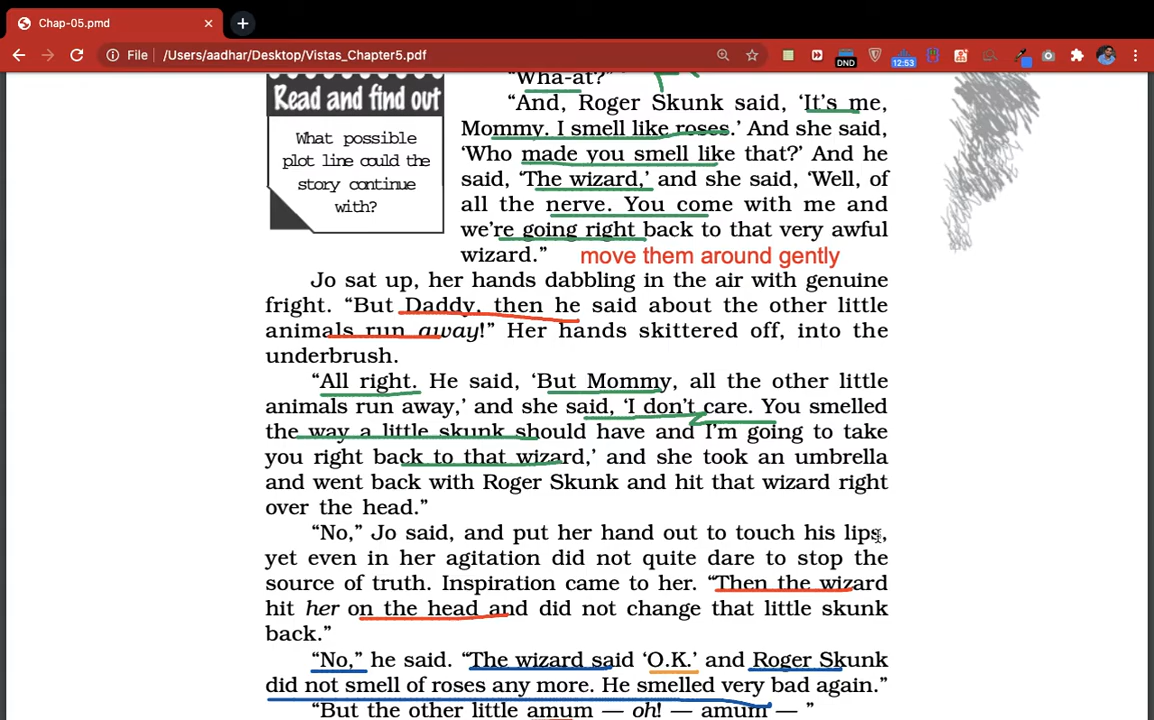 Chap-05.pmd
File
/Users/aadhar/Desktop/Vistas_Chapter5.pdf
DND
12:53
Read and find out
What possible
plot line could the
story continue
with?
“Wha-at?”
“And, Roger Skunk said, ‘It’s me,
Mommy. I smell like roses.’ And she said,
‘Who made you smell like that?’ And he
said, ‘The wizard,’ and she said, ‘Well, of
all the nerve. You come with me and
we’re going right back to that very awful
wizard.”
move them around gently
Jo sat up, her hands dabbling in the air with genuine
fright. “But Daddy, then he said about the other little
animals run away!” Her hands skittered off, into the
underbrush.
“All right. He said, ‘But Mommy, all the other little
animals run away,’ and she said, ‘I don’t care. You smelled
the way a little skunk should have and I’m going to take
you right back to that wizard,’ and she took an umbrella
and went back with Roger Skunk and hit that wizard right
over the head.”
“No,” Jo said, and put her hand out to touch his lips,
yet even in her agitation did not quite dare to stop the
source of truth. Inspiration came to her. “Then the wizard
hit her on the head and did not change that little skunk
back.”
“No,” he said. “The wizard said ‘O.K.’ and Roger Skunk
did not smell of roses any more. He smelled very bad again.”
“But the other little amum — oh! — amum — ”